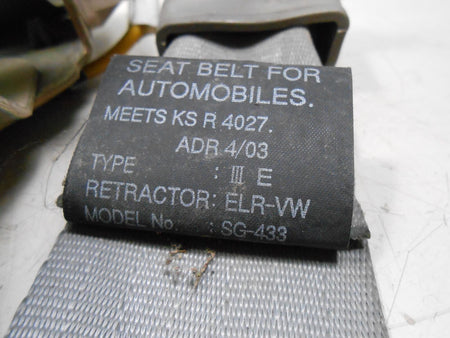 SEAT BELT FOR
AUTOMOBILES.
MEETS KS R 4027.
ADR 4/03
TYPE : III E
RETRACTOR: ELR-VW
MODEL No. : SG-433